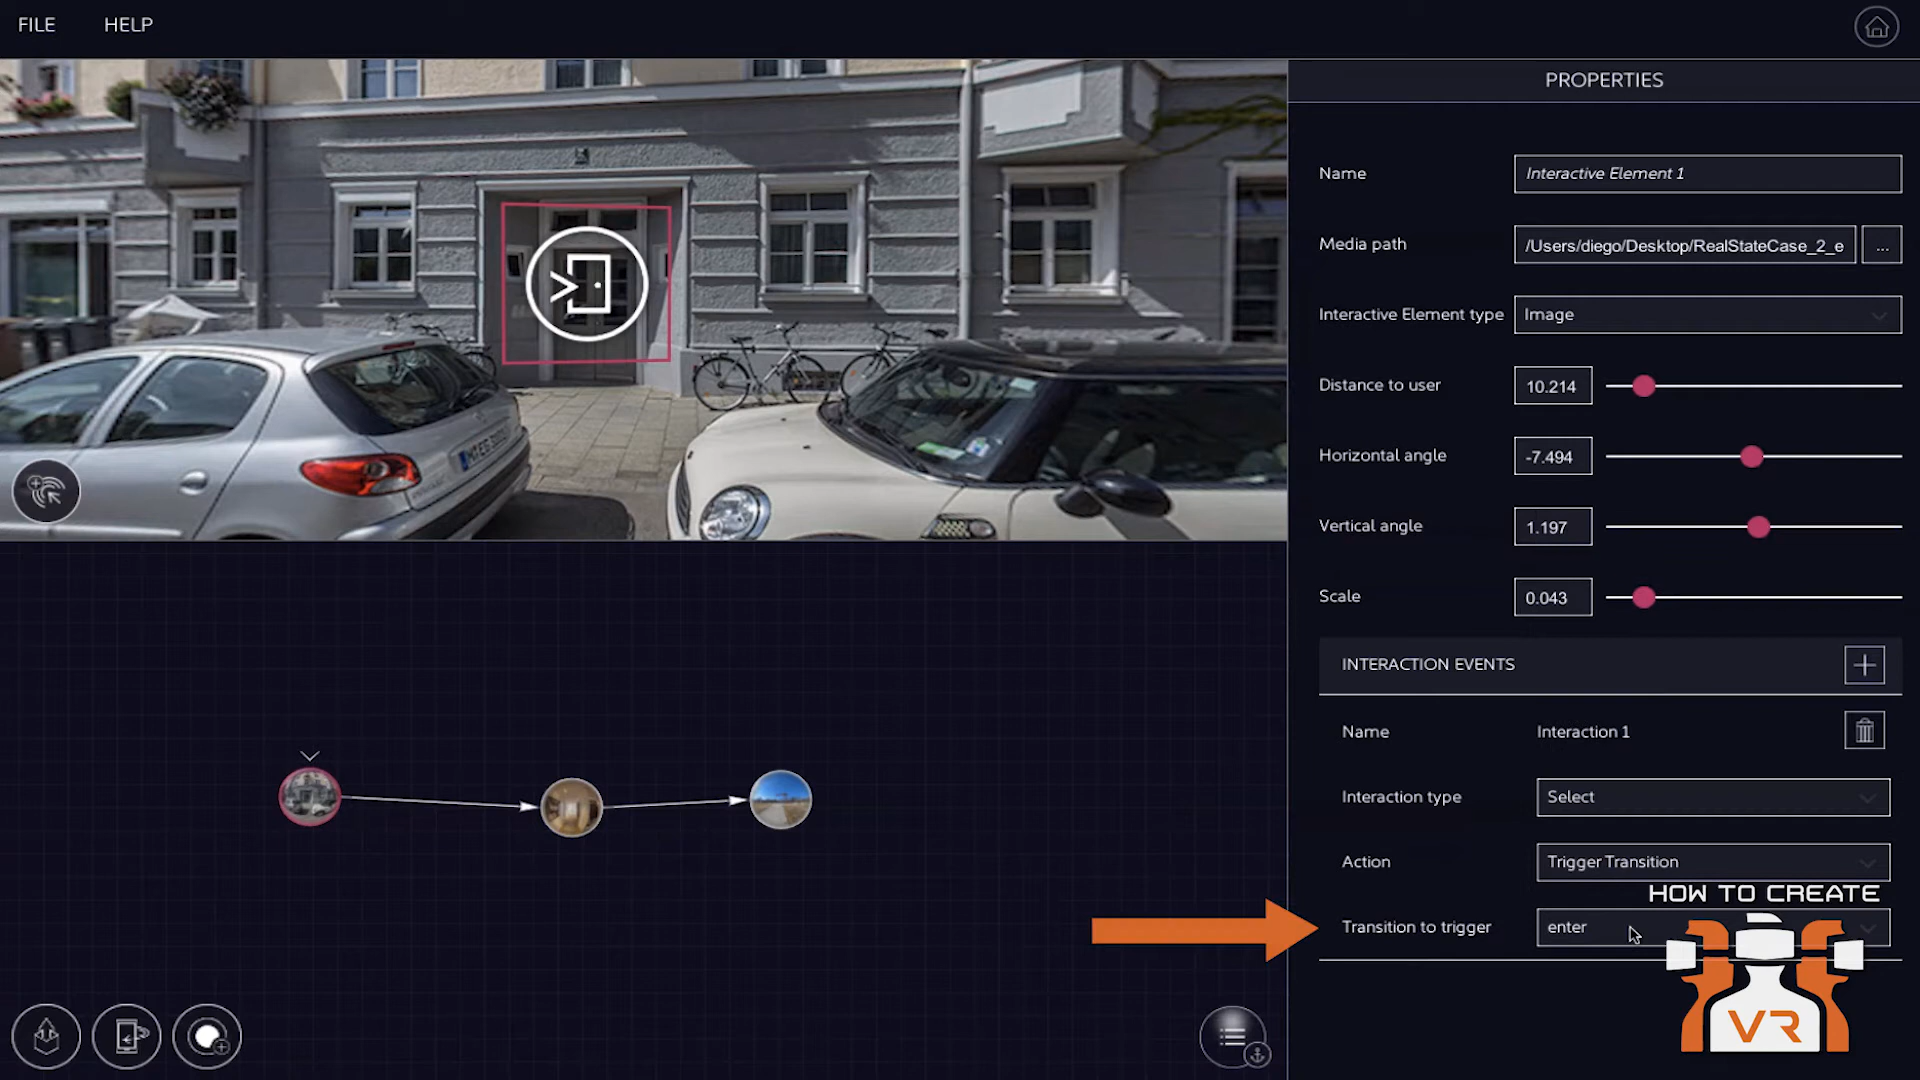 FILE HELP
PROPERTIES
Name Interactive Element 1
Media path /Users/diego/Desktop/RealStateCase_2_e ...
Interactive Element type Image
Distance to user 10.214
Horizontal angle -7.494
Vertical angle 1.197
Scale 0.043
INTERACTION EVENTS
Name Interaction 1
Interaction type Select
Action Trigger Transition
HOW TO CREATE
Transition to trigger enter
VR